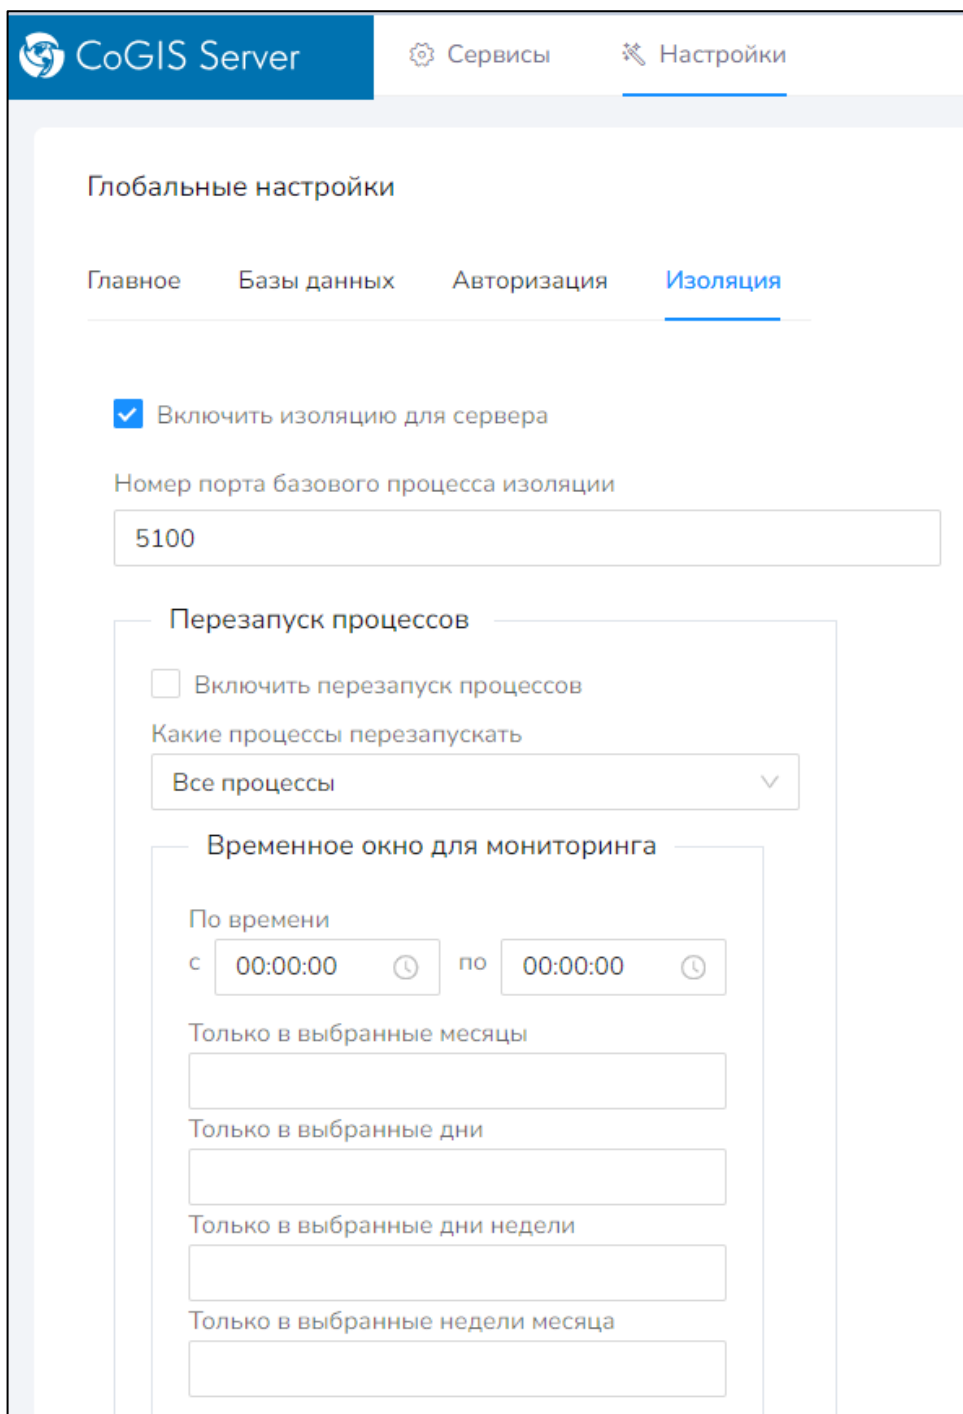 CoGIS Server Сервисы Настройки
Глобальные настройки
Главное Базы данных Авторизация Изоляция
Включить изоляцию для сервера
Номер порта базового процесса изоляции
5100
Перезапуск процессов
Включить перезапуск процессов
Какие процессы перезапускать
Все процессы
Временное окно для мониторинга
По времени
с 00:00:00 по 00:00:00
Только в выбранные месяцы
Только в выбранные дни
Только в выбранные дни недели
Только в выбранные недели месяца